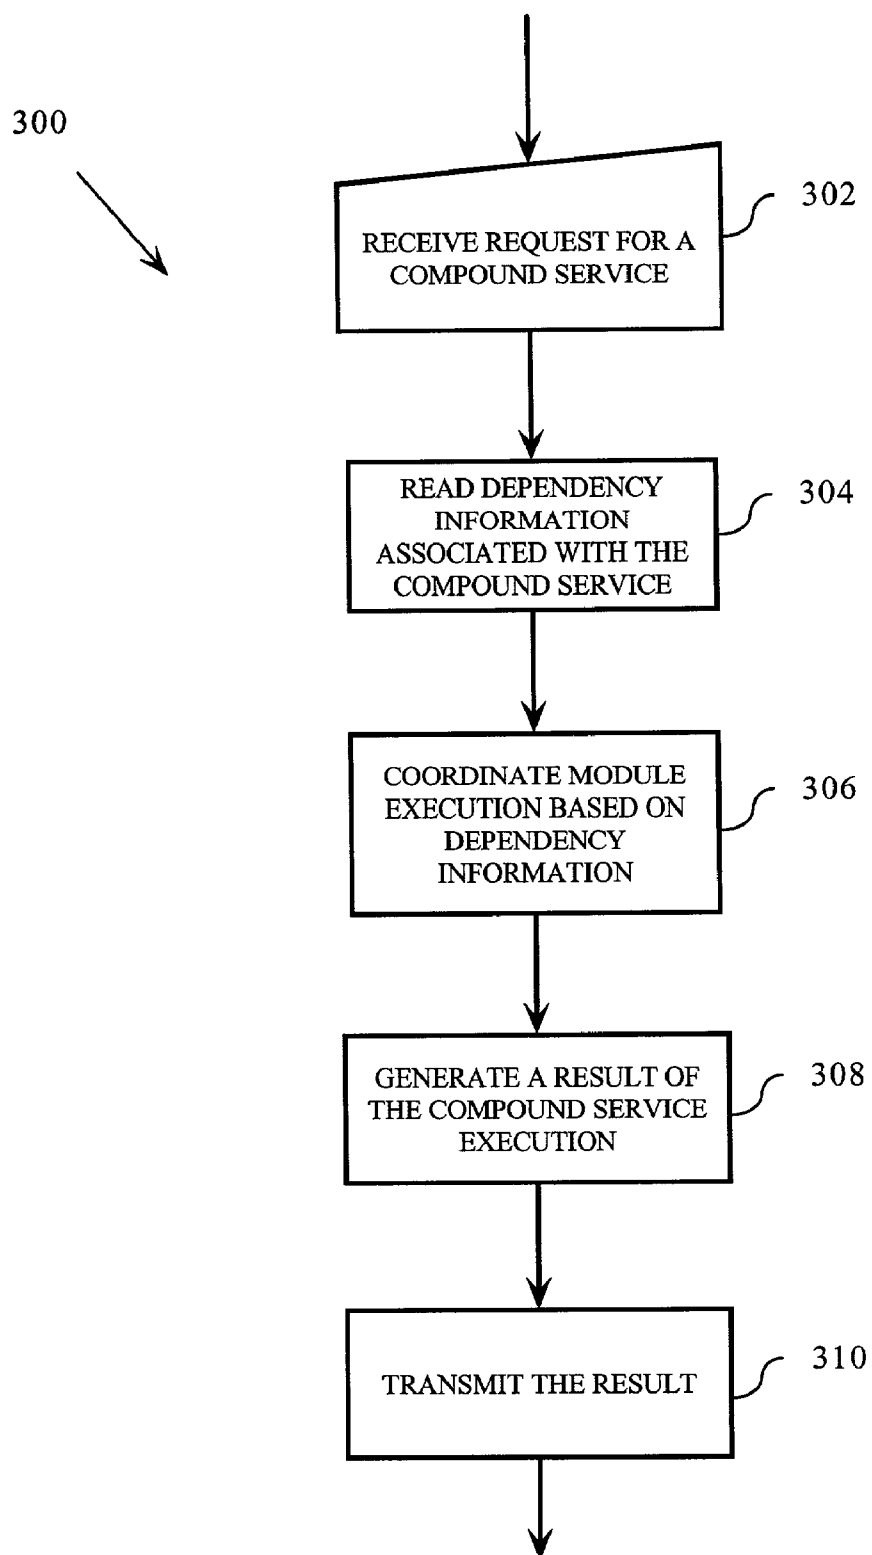 300
302
RECEIVE REQUEST FOR A
COMPOUND SERVICE
304
READ DEPENDENCY
INFORMATION
ASSOCIATED WITH THE
COMPOUND SERVICE
306
COORDINATE MODULE
EXECUTION BASED ON
DEPENDENCY
INFORMATION
308
GENERATE A RESULT OF
THE COMPOUND SERVICE
EXECUTION
310
TRANSMIT THE RESULT